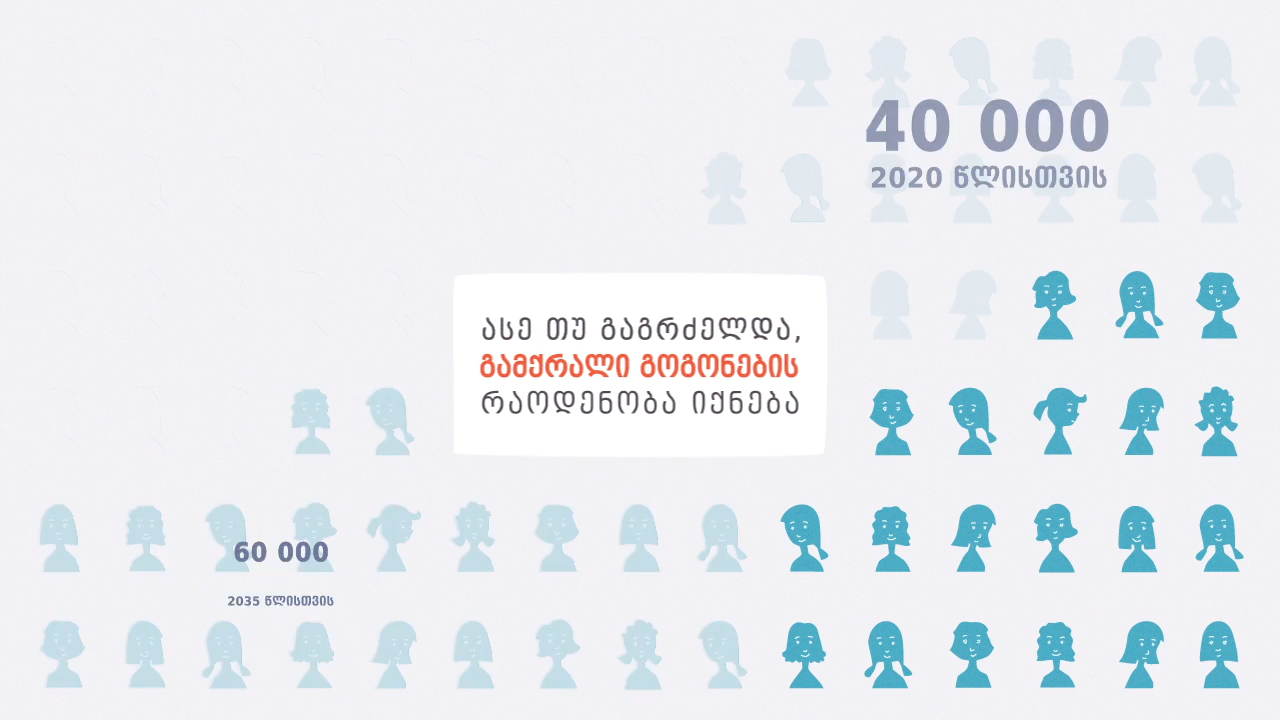 40 000
2020 წლისთვის
ასე თუ გაგრძელდა,
გამქრალი გოგონების
რაოდენობა იქნება
60 000
2035 წლისთვის